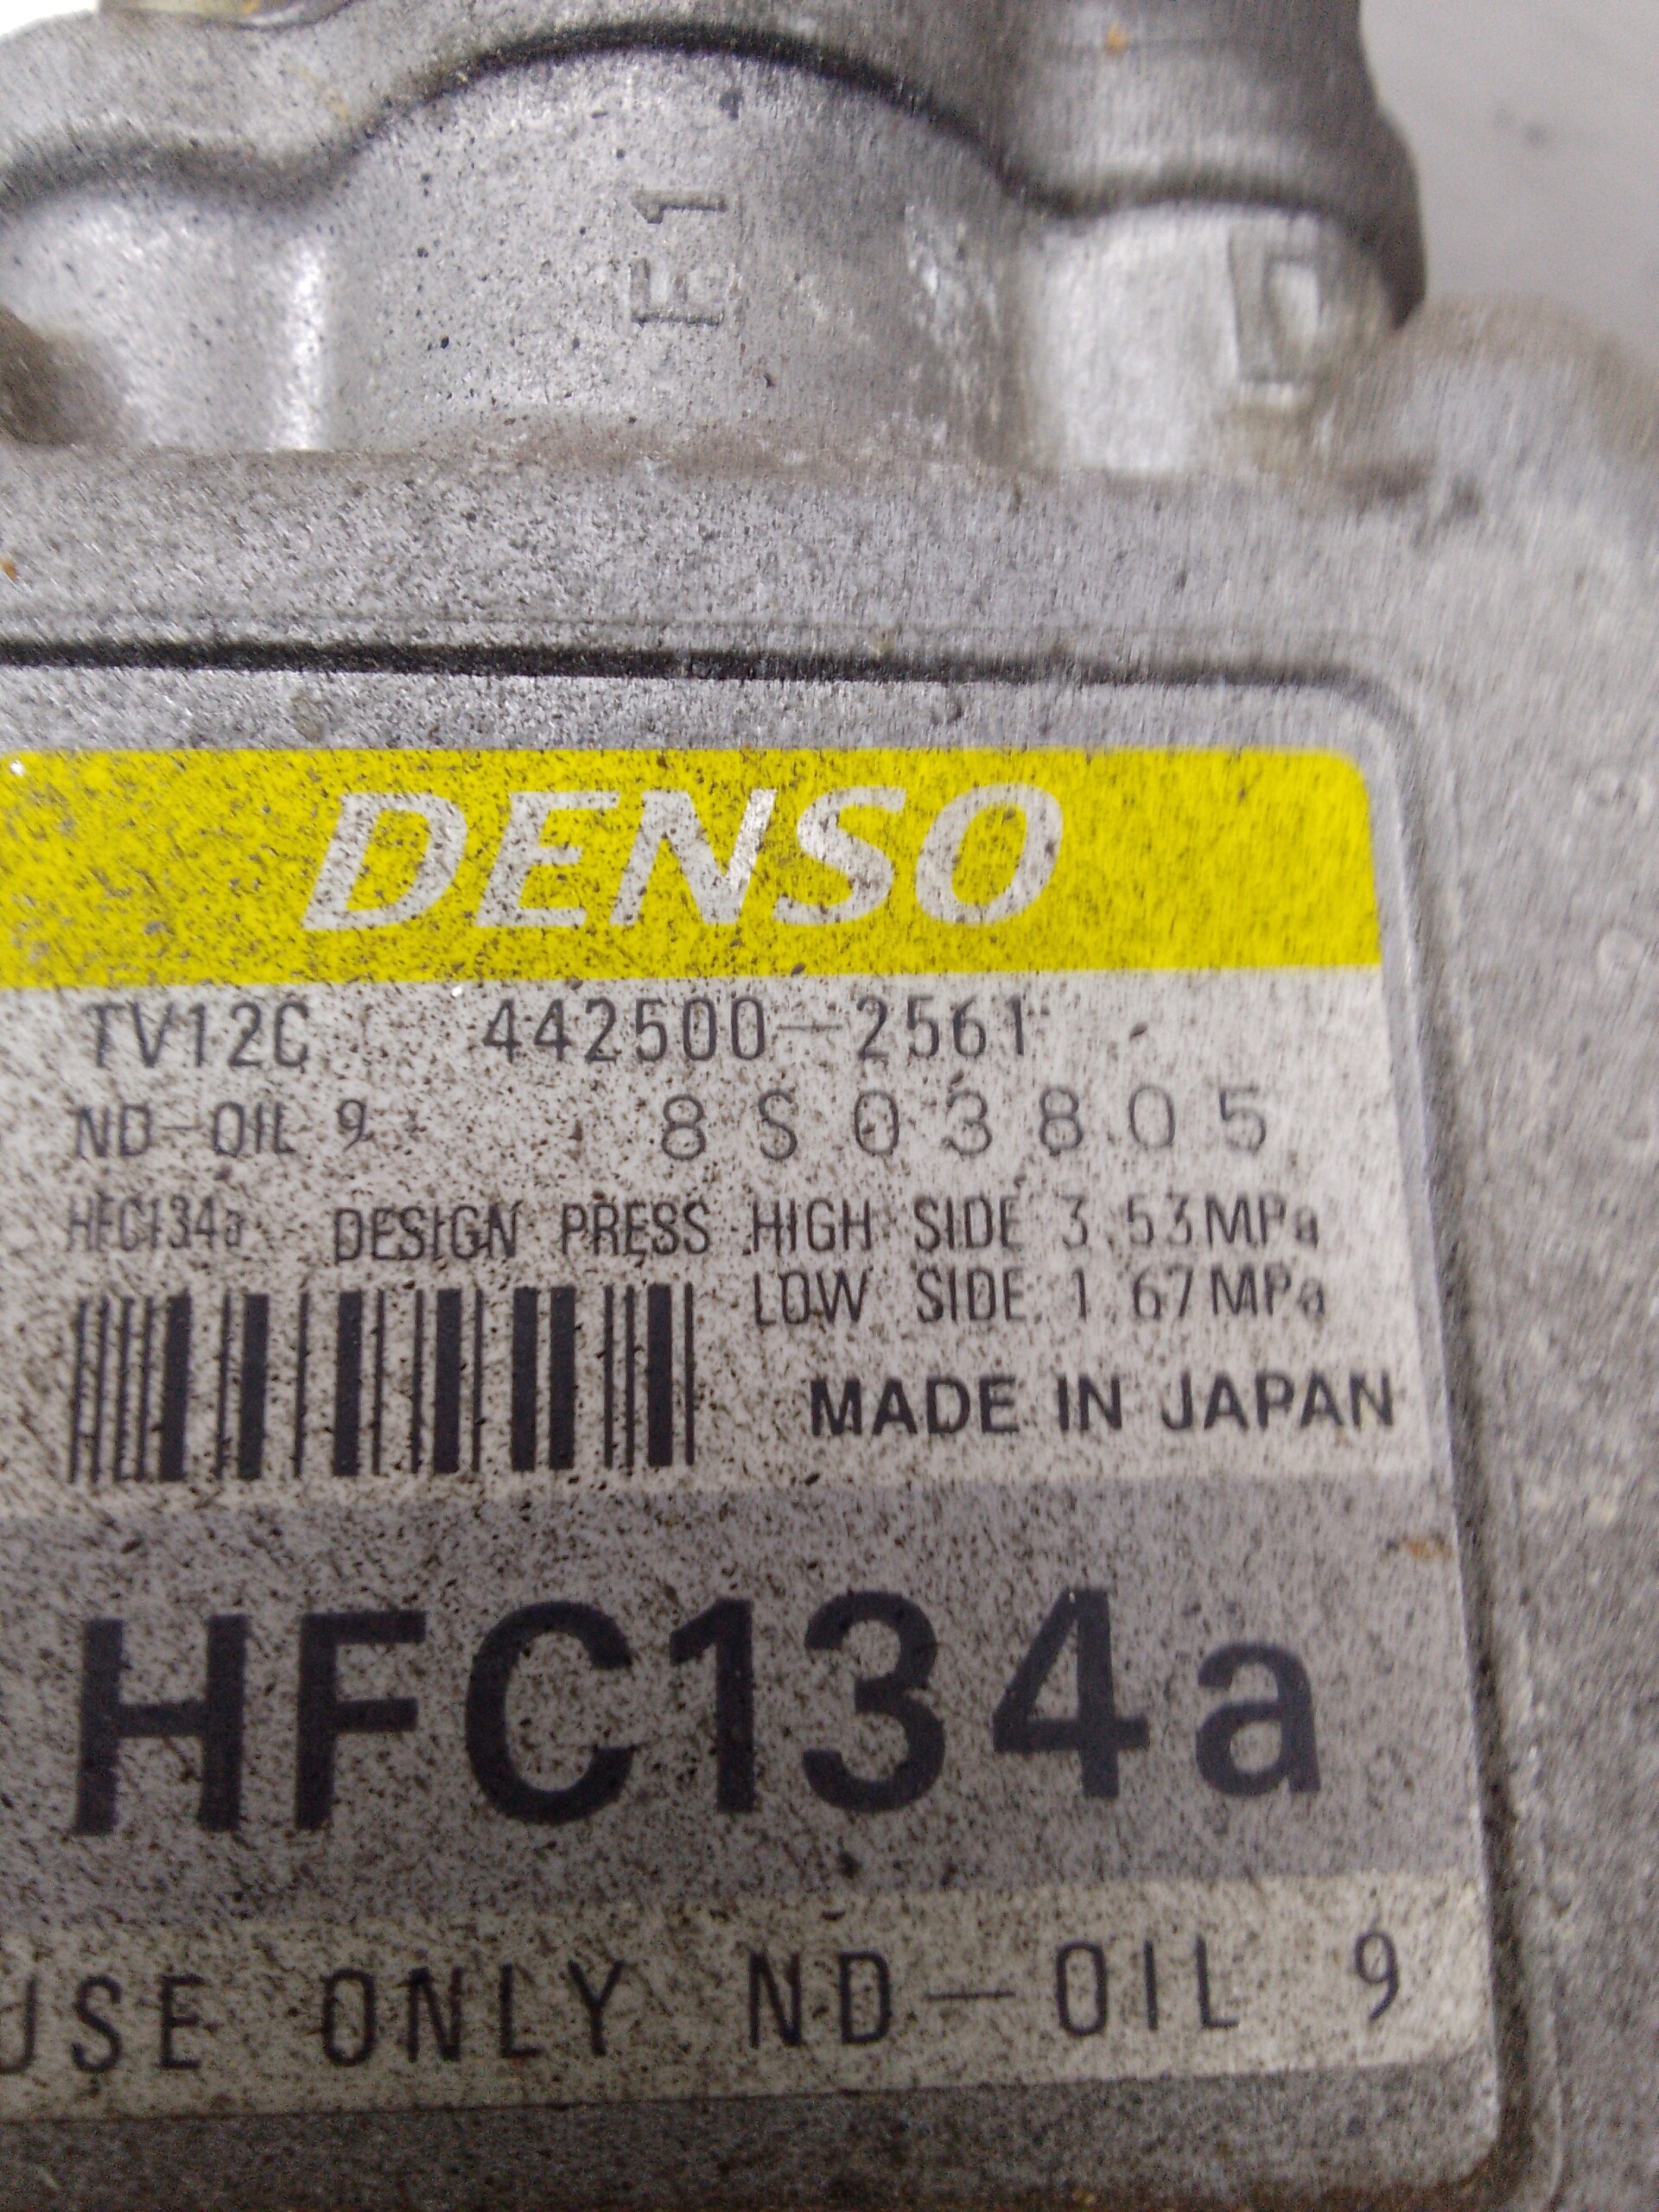 E1
D
DENSO
TV12C 442500-2561
ND-OIL 9 8S03805
HFC134a DESIGN PRESS HIGH SIDE 3.53MPa
LOW SIDE 1.67MPa
MADE IN JAPAN
HFC134a
USE ONLY ND-OIL 9